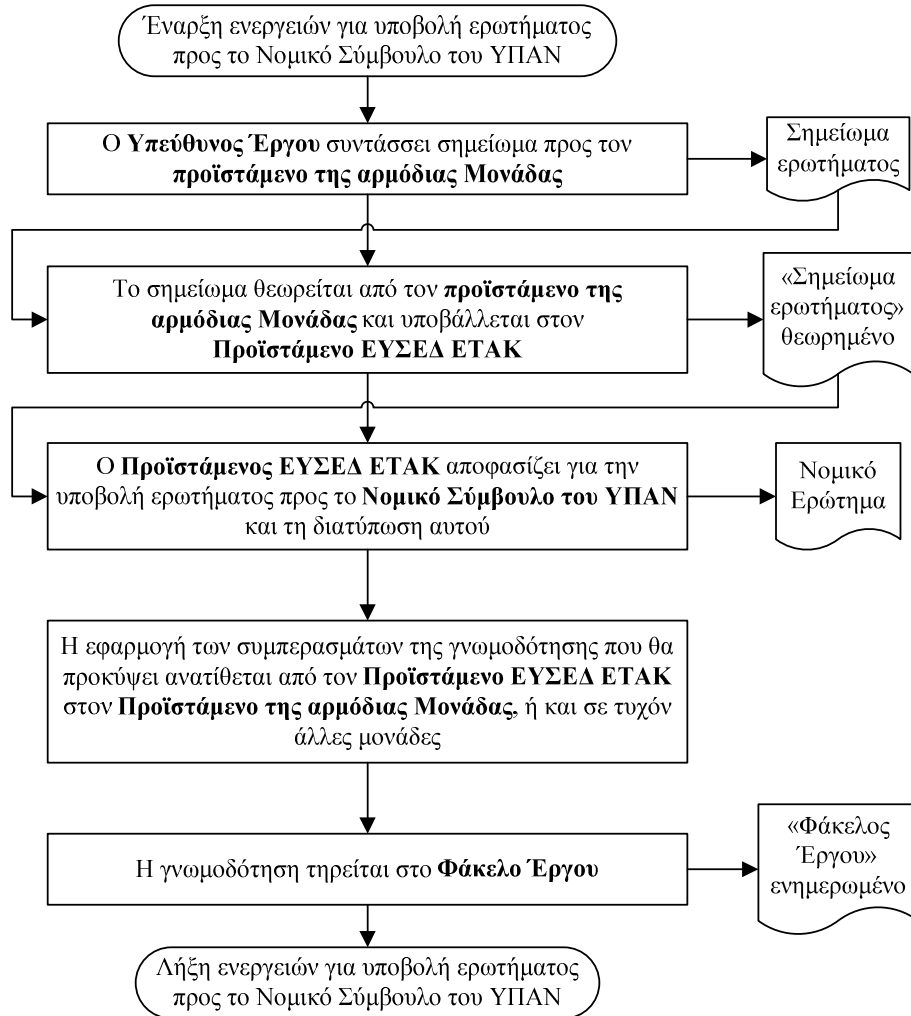 Έναρξη ενεργειών για υποβολή ερωτήματος
προς το Νομικό Σύμβουλο του ΥΠΑΝ
Ο Υπεύθυνος Έργου συντάσσει σημείωμα προς τον
προϊστάμενο της αρμόδιας Μονάδας
Σημείωμα
ερωτήματος
Το σημείωμα θεωρείται από τον προϊστάμενο της
αρμόδιας Μονάδας και υποβάλλεται στον
Προϊστάμενο ΕΥΣΕΔ ΕΤΑΚ
«Σημείωμα
ερωτήματος»
θεωρημένο
Ο Προϊστάμενος ΕΥΣΕΔ ΕΤΑΚ αποφασίζει για την
υποβολή ερωτήματος προς το Νομικό Σύμβουλο του ΥΠΑΝ
και τη διατύπωση αυτού
Νομικό
Ερώτημα
Η εφαρμογή των συμπερασμάτων της γνωμοδότησης που θα
προκύψει ανατίθεται από τον Προϊστάμενο ΕΥΣΕΔ ΕΤΑΚ
στον Προϊστάμενο της αρμόδιας Μονάδας, ή και σε τυχόν
άλλες μονάδες
Η γνωμοδότηση τηρείται στο Φάκελο Έργου
«Φάκελος
Έργου»
ενημερωμένο
Λήξη ενεργειών για υποβολή ερωτήματος
προς το Νομικό Σύμβουλο του ΥΠΑΝ